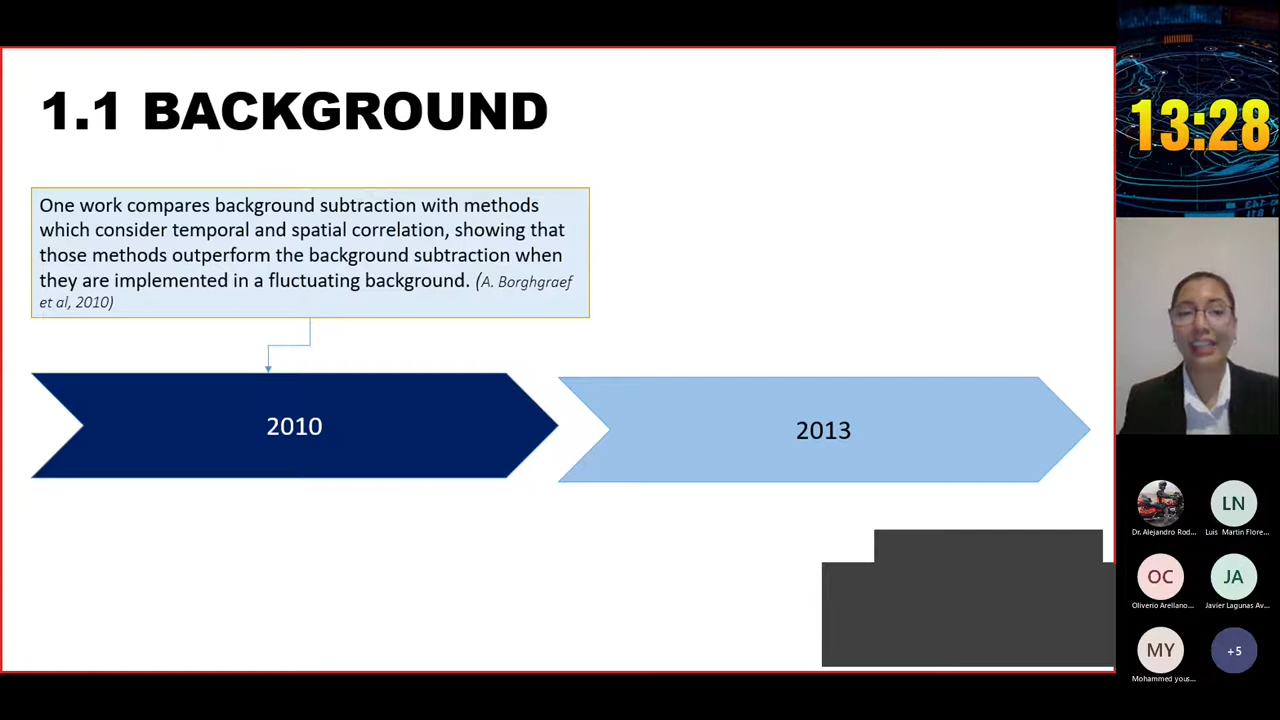 1.1 BACKGROUND
One work compares background subtraction with methods
which consider temporal and spatial correlation, showing that
those methods outperform the background subtraction when
they are implemented in a fluctuating background. (A. Borghgraef
et al, 2010)
2010
2013
13:28
LN
Dr. Alejandro Rod...
Luis Martin Flore...
OC
JA
Oliverio Arellano...
Javier Lagunas Av...
MY
+5
Mohammed yous...